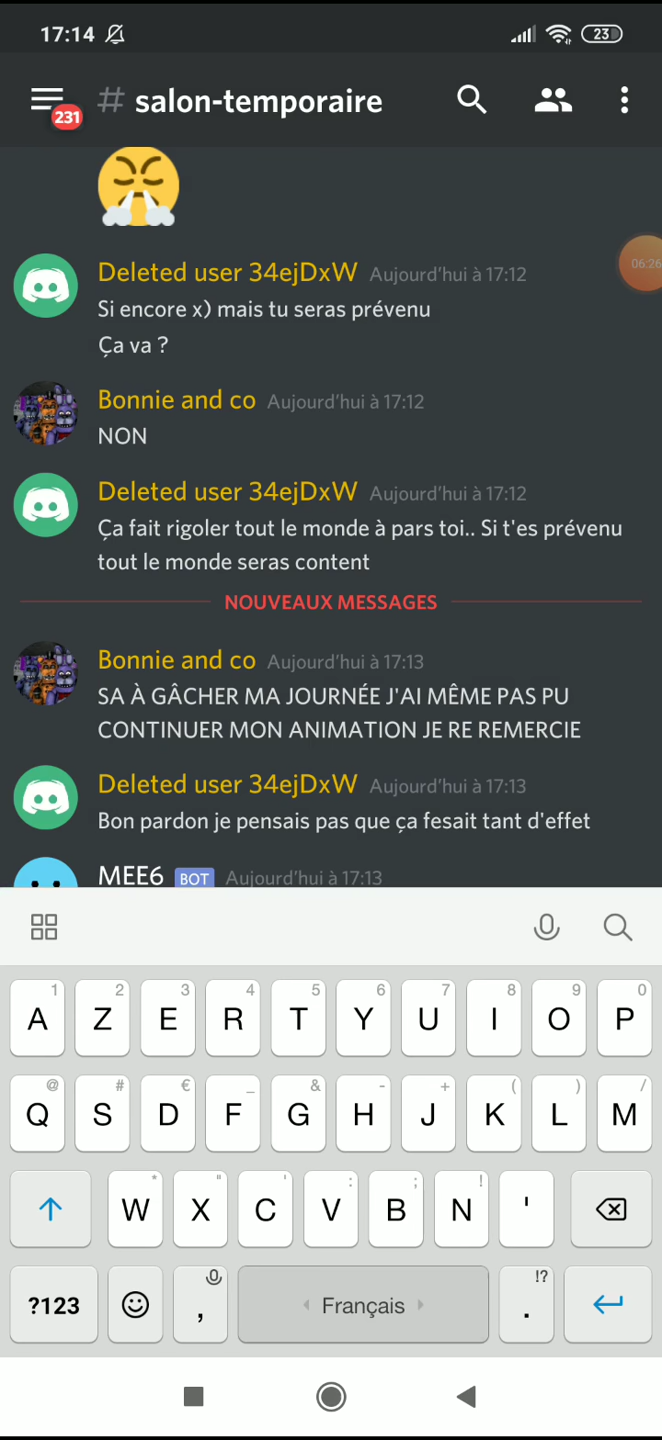 17:14
23
231
# salon-temporaire
Deleted user 34ejDxW Aujourd'hui à 17:12
06:26
Si encore x) mais tu seras prévenu
Ça va ?
Bonnie and co Aujourd'hui à 17:12
NON
Deleted user 34ejDxW Aujourd'hui à 17:12
Ça fait rigoler tout le monde à pars toi.. Si t'es prévenu
tout le monde seras content
NOUVEAUX MESSAGES
Bonnie and co Aujourd'hui à 17:13
SA À GÂCHER MA JOURNÉE J'AI MÊME PAS PU
CONTINUER MON ANIMATION JE RE REMERCIE
Deleted user 34ejDxW Aujourd'hui à 17:13
Bon pardon je pensais pas que ça fesait tant d'effet
MEE6 BOT Aujourd'hui à 17:13
1 2 3 4 5 6 7 8 9 0
A Z E R T Y U I O P
@ # € _ & - + ( ) /
Q S D F G H J K L M
* " ' : ; !
W X C V B N '
!?
?123 , Français .